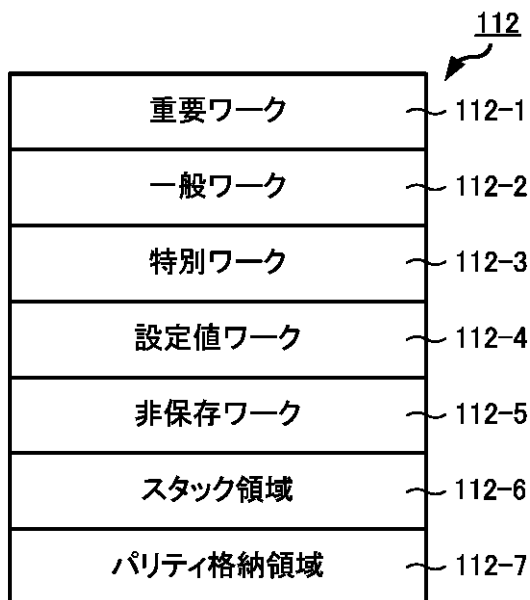 112
重要ワーク 112-1
一般ワーク 112-2
特別ワーク 112-3
設定値ワーク 112-4
非保存ワーク 112-5
スタック領域 112-6
パリティ格納領域 112-7